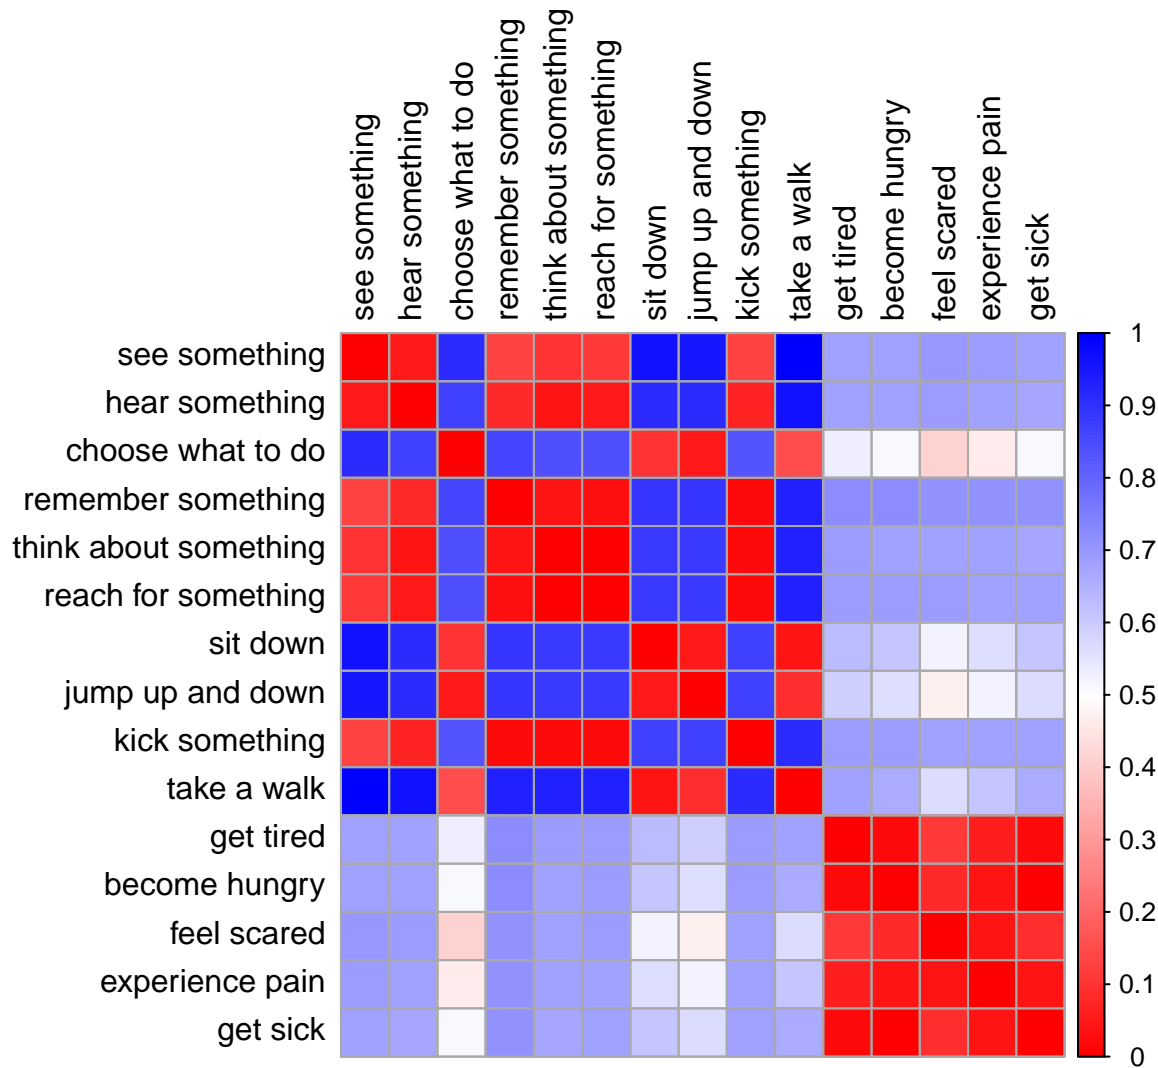 see something
hear something
choose what to do
remember something
think about something
reach for something
sit down
jump up and down
kick something
take a walk
get tired
become hungry
feel scared
experience pain
get sick
see something
hear something
choose what to do
remember something
think about something
reach for something
sit down
jump up and down
kick something
take a walk
get tired
become hungry
feel scared
experience pain
get sick
1
0.9
0.8
0.7
0.6
0.5
0.4
0.3
0.2
0.1
0